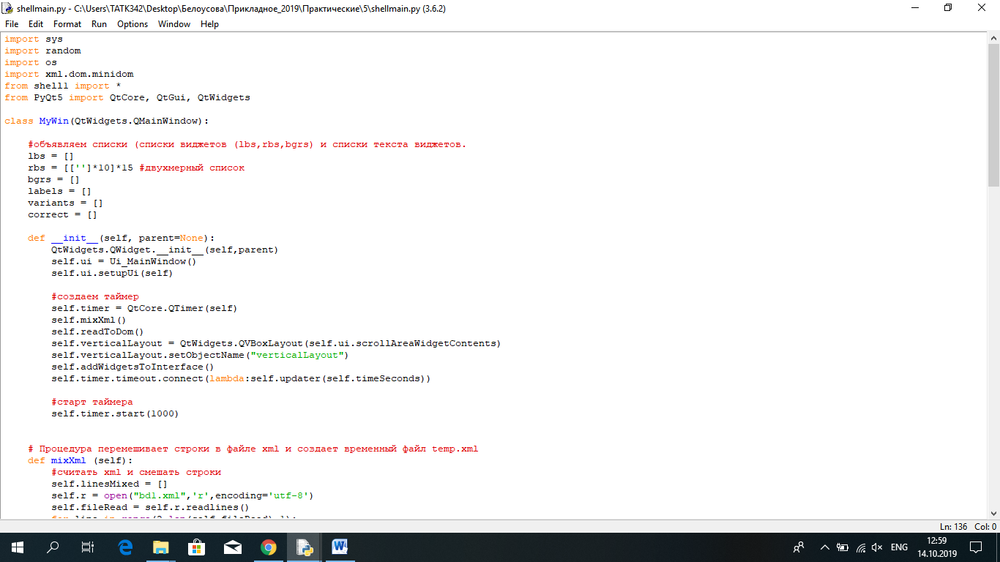 shellmain.py - C:\Users\TATK342\Desktop\Белоусова\Прикладное_2019\Практические\5\shellmain.py (3.6.2)
File Edit Format Run Options Window Help
import sys
import random
import os
import xml.dom.minidom
from shell1 import *
from PyQt5 import QtCore, QtGui, QtWidgets
class MyWin(QtWidgets.QMainWindow):
#объявляем списки (списки виджетов (lbs,rbs,bgrs) и списки текста виджетов.
lbs = []
rbs = [['']*10]*15 #двухмерный список
bgrs = []
labels = []
variants = []
correct = []
def __init__(self, parent=None):
QtWidgets.QWidget.__init__(self,parent)
self.ui = Ui_MainWindow()
self.ui.setupUi(self)
#создаем таймер
self.timer = QtCore.QTimer(self)
self.mixXml()
self.readToDom()
self.verticalLayout = QtWidgets.QVBoxLayout(self.ui.scrollAreaWidgetContents)
self.verticalLayout.setObjectName("verticalLayout")
self.addWidgetsToInterface()
self.timer.timeout.connect(lambda:self.updater(self.timeSeconds))
#старт таймера
self.timer.start(1000)
# Процедура перемешивает строки в файле xml и создает временный файл temp.xml
def mixXml (self):
#считать xml и смешать строки
self.linesMixed = []
self.r = open("bd1.xml",'r',encoding='utf-8')
self.fileRead = self.r.readlines()
Ln: 136 Col: 0
ENG
12:59
14.10.2019